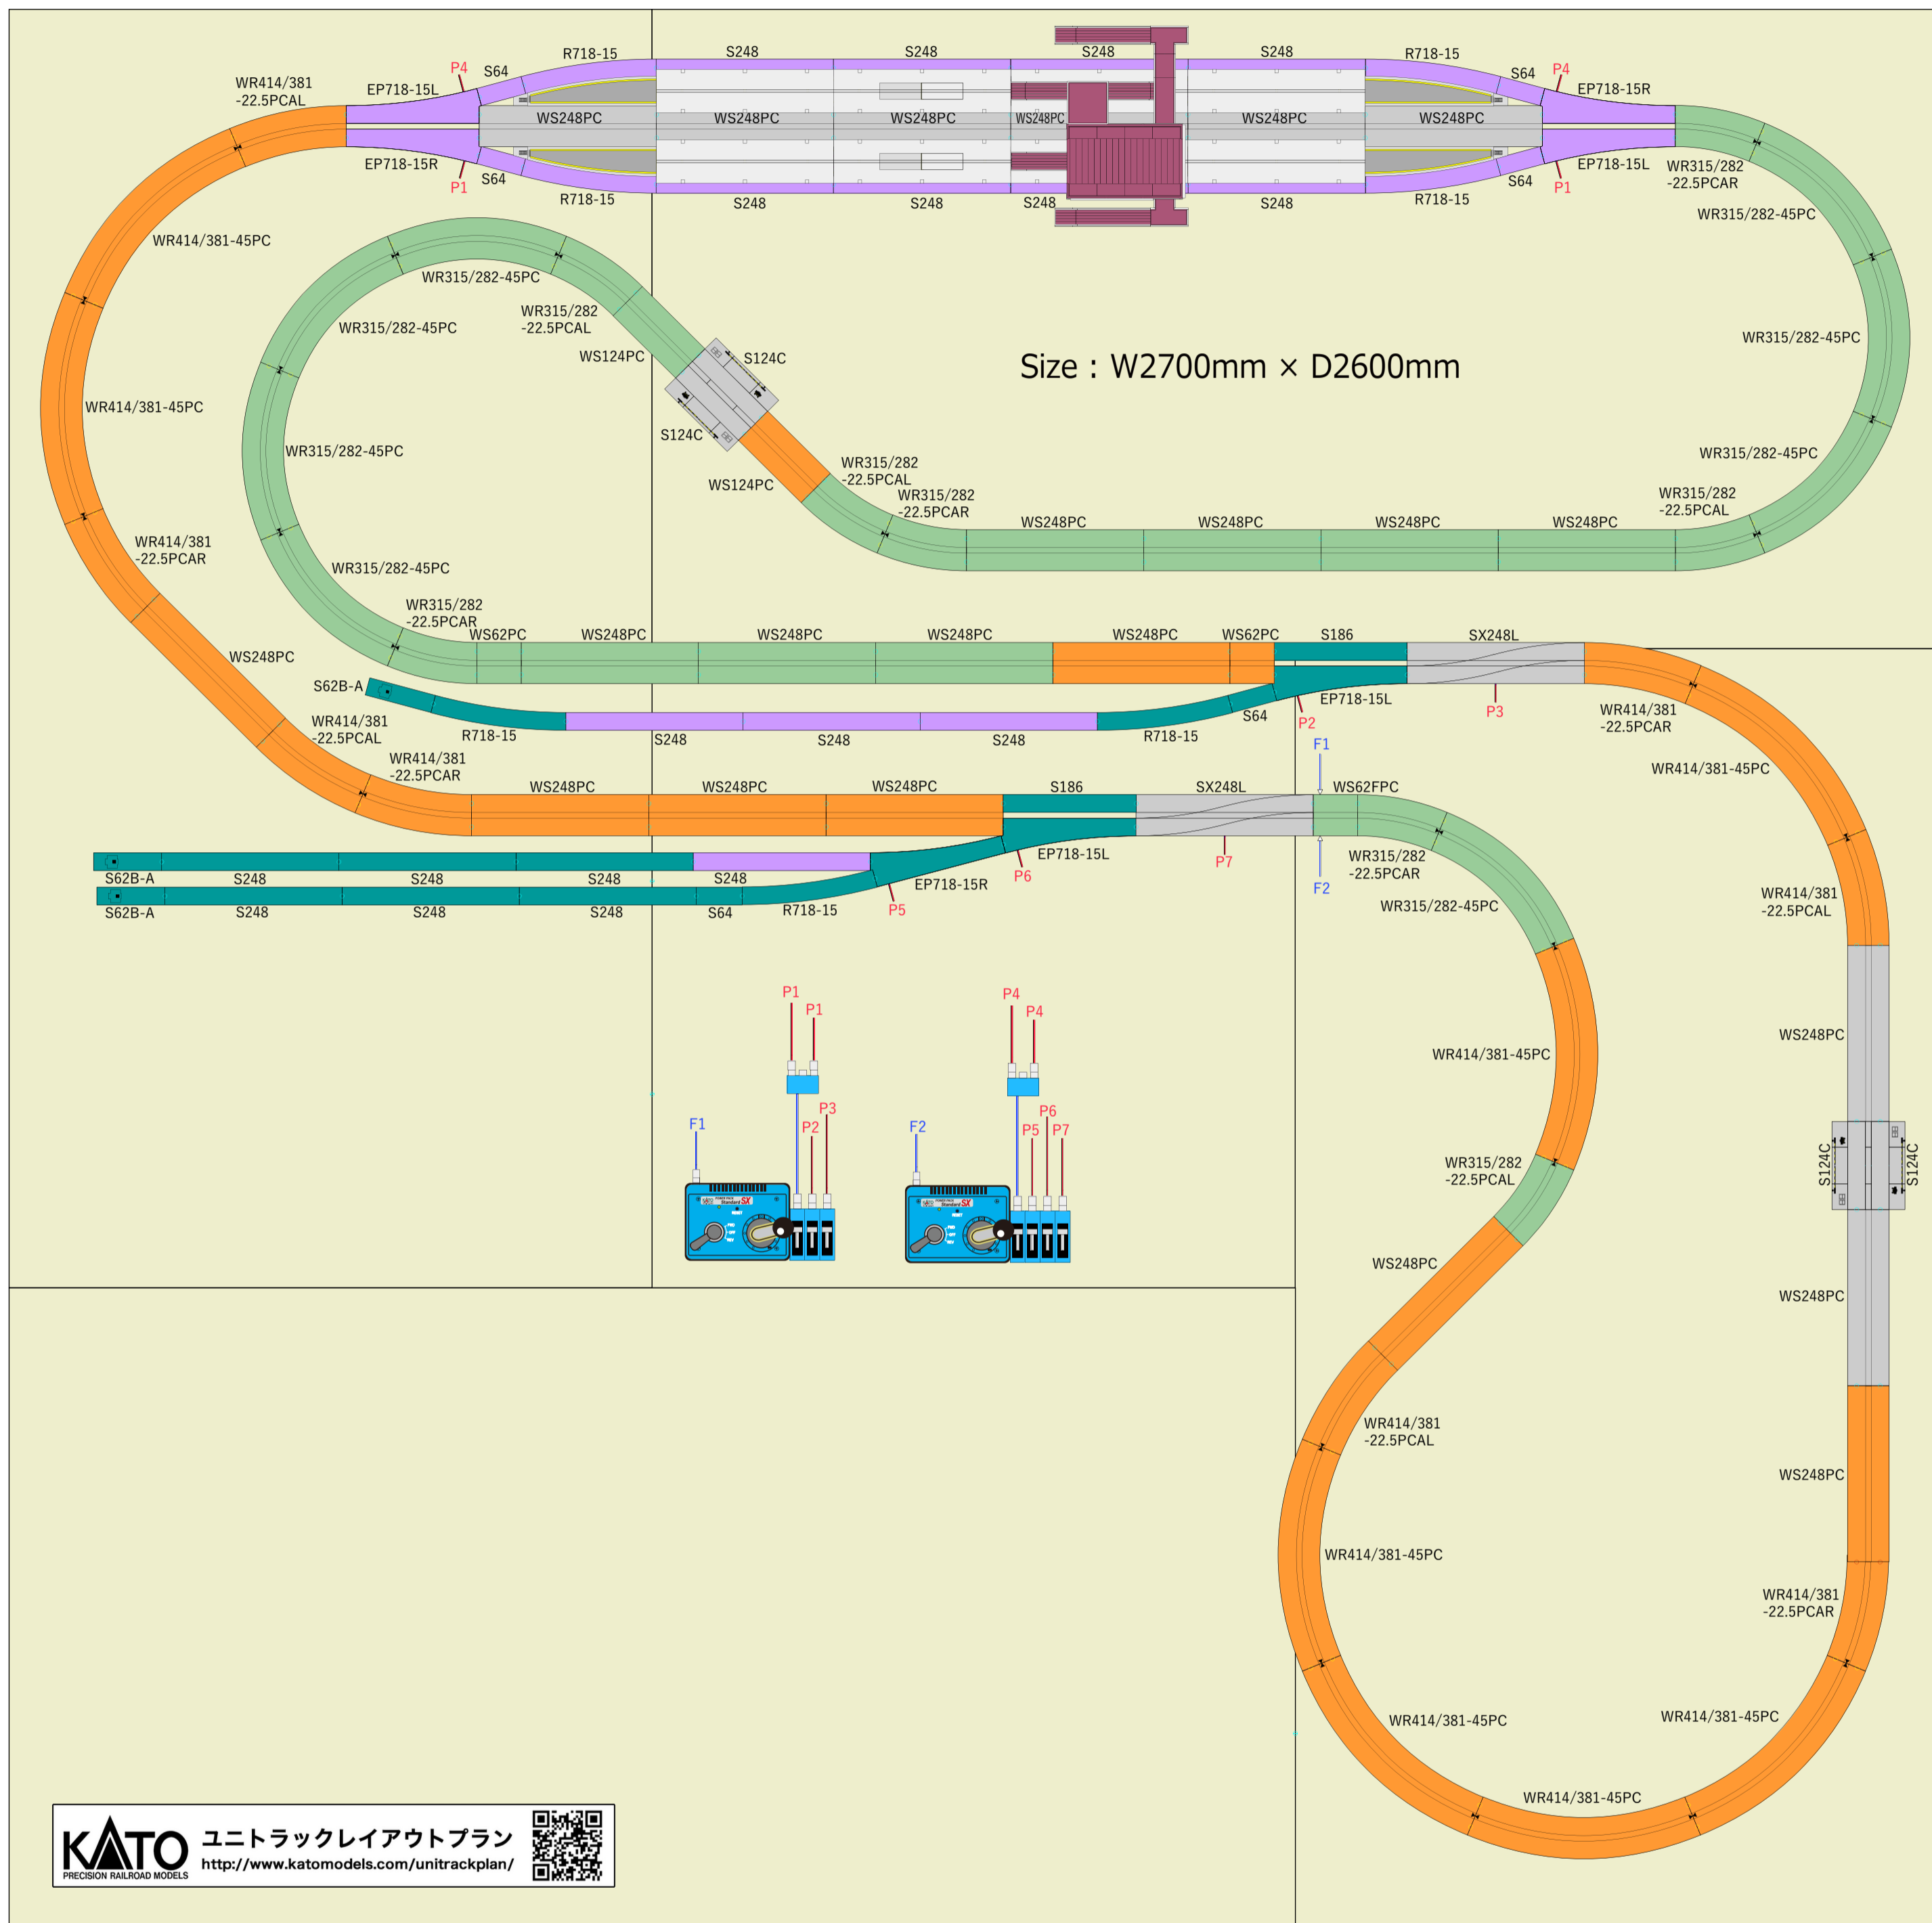 R718-15
S248
S248
S248
S248
R718-15
P4
S64
S64
P4
WR414/381
-22.5PCAL
EP718-15L
EP718-15R
WS248PC
WS248PC
WS248PC
WS248PC
WS248PC
WS248PC
EP718-15R
P1
S64
R718-15
S248
S248
S248
S248
R718-15
S64
P1
EP718-15L
WR315/282
-22.5PCAR
WR414/381-45PC
WR315/282-45PC
WR315/282-45PC
WR315/282
-22.5PCAL
WR315/282-45PC
WS124PC
S124C
Size : W2700mm × D2600mm
WR315/282-45PC
WR414/381-45PC
S124C
WR315/282-45PC
WS124PC
WR315/282
-22.5PCAL
WR315/282
-22.5PCAR
WR315/282-45PC
WR315/282
-22.5PCAL
WS248PC
WS248PC
WS248PC
WS248PC
WR414/381
-22.5PCAR
WR315/282-45PC
WR315/282
-22.5PCAR
WS62PC
WS248PC
WS248PC
WS248PC
WS248PC
WS62PC
S186
SX248L
WS248PC
S62B-A
R718-15
S248
S248
S248
R718-15
S64
P2
EP718-15L
P3
WR414/381
-22.5PCAR
WR414/381
-22.5PCAL
WR414/381
-22.5PCAR
F1
WR414/381-45PC
WS248PC
WS248PC
WS248PC
S186
SX248L
WS62FPC
EP718-15L
P7
WR315/282
-22.5PCAR
S62B-A
S248
S248
S248
S248
EP718-15R
P6
F2
WR414/381
-22.5PCAL
S62B-A
S248
S248
S248
S64
R718-15
P5
WR315/282-45PC
P1
P1
P4
P4
WS248PC
WR414/381-45PC
F1
P2
P3
F2
P5
P6
P7
WR315/282
-22.5PCAL
S124C
S124C
Standard SX
Standard SX
WS248PC
WS248PC
WR414/381
-22.5PCAL
WS248PC
WR414/381-45PC
WR414/381
-22.5PCAR
WR414/381-45PC
WR414/381-45PC
WR414/381-45PC
KATO
PRECISION RAILROAD MODELS
ユニトラックレイアウトプラン
http://www.katomodels.com/unitrackplan/